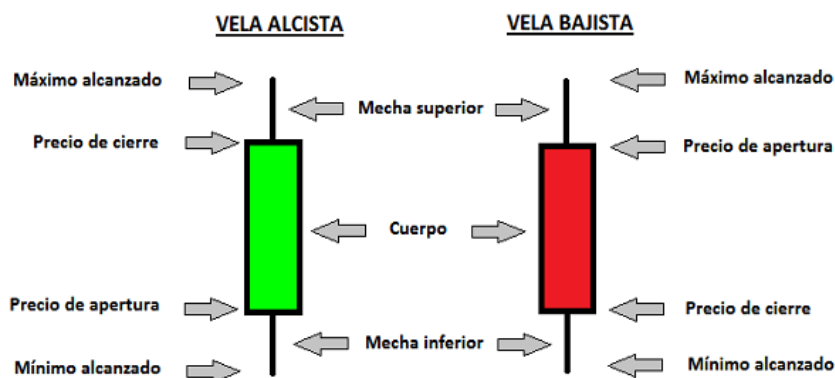 VELA ALCISTA
VELA BAJISTA
Máximo alcanzado
Máximo alcanzado
Mecha superior
Precio de cierre
Precio de apertura
Cuerpo
Precio de apertura
Precio de cierre
Mecha inferior
Mínimo alcanzado
Mínimo alcanzado